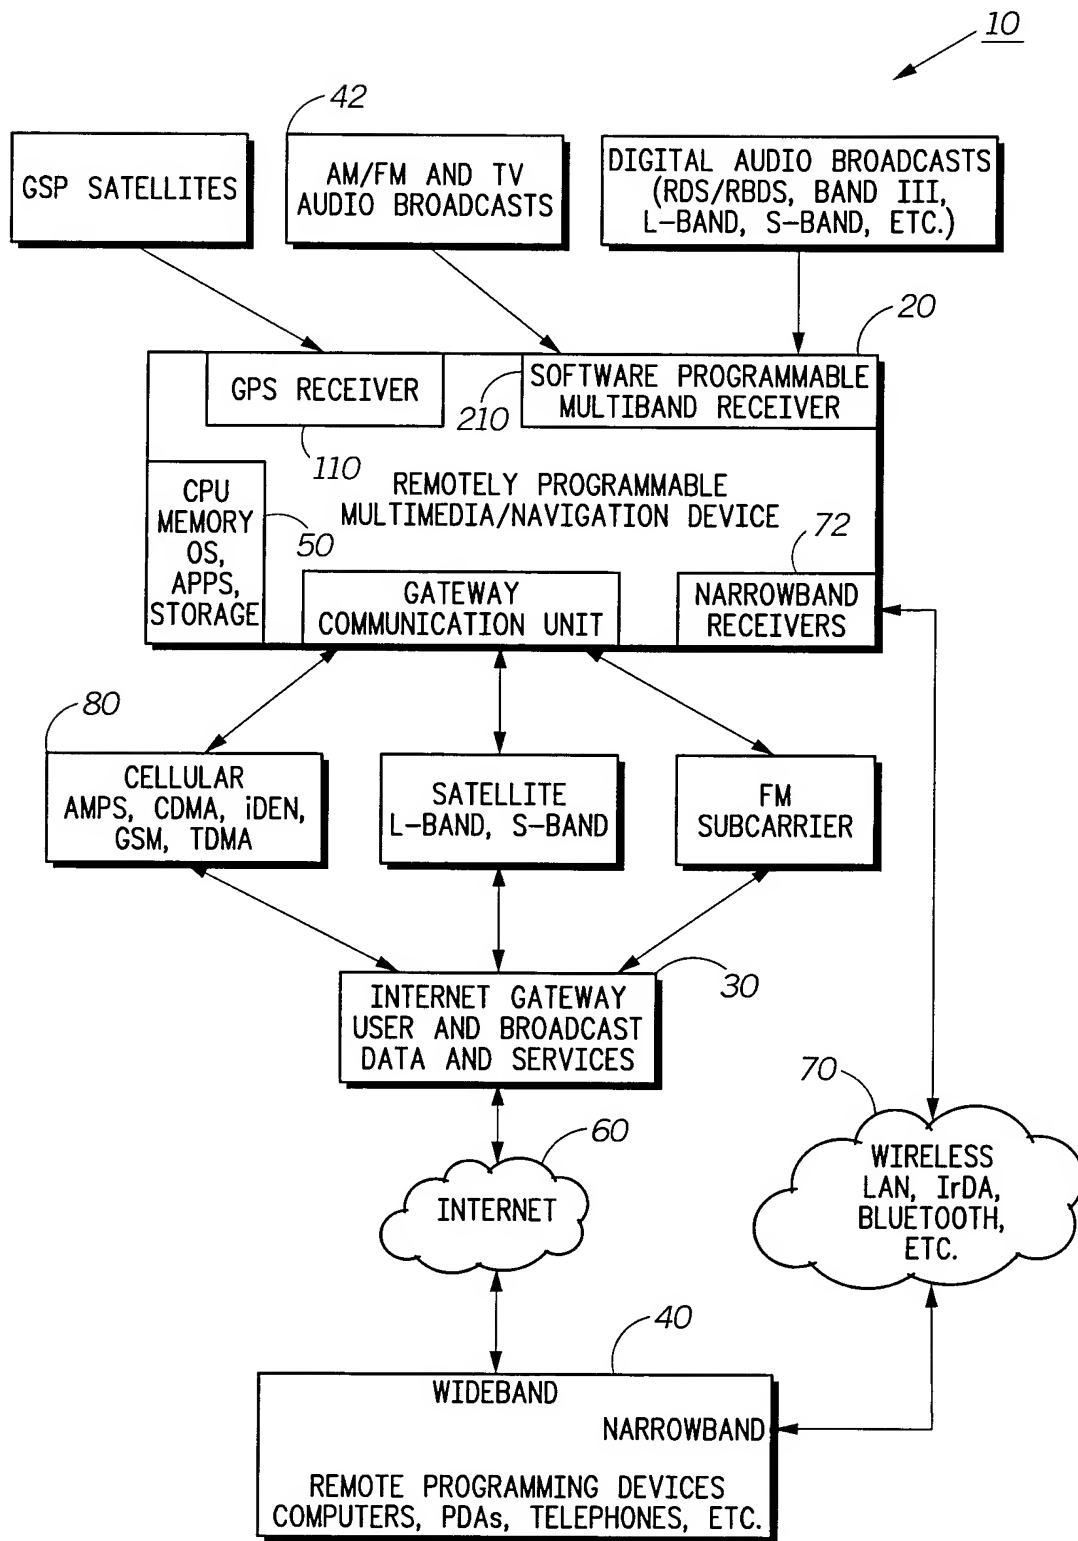 10
42
GSP SATELLITES
AM/FM AND TV
AUDIO BROADCASTS
DIGITAL AUDIO BROADCASTS
(RDS/RBDS, BAND III,
L-BAND, S-BAND, ETC.)
20
GPS RECEIVER
210
SOFTWARE PROGRAMMABLE
MULTIBAND RECEIVER
110
REMOTELY PROGRAMMABLE
MULTIMEDIA/NAVIGATION DEVICE
CPU
MEMORY
OS,
APPS,
STORAGE
50
72
GATEWAY
COMMUNICATION UNIT
NARROWBAND
RECEIVERS
80
CELLULAR
AMPS, CDMA, iDEN,
GSM, TDMA
SATELLITE
L-BAND, S-BAND
FM
SUBCARRIER
30
INTERNET GATEWAY
USER AND BROADCAST
DATA AND SERVICES
70
60
INTERNET
WIRELESS
LAN, IrDA,
BLUETOOTH,
ETC.
40
WIDEBAND
NARROWBAND
REMOTE PROGRAMMING DEVICES
COMPUTERS, PDAs, TELEPHONES, ETC.